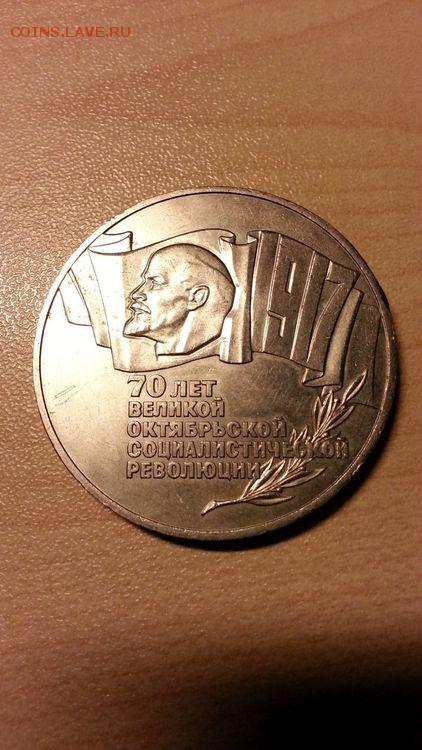 COINS.LAVE.RU
1917
70 ЛЕТ
ВЕЛИКОЙ
ОКТЯБРЬСКОЙ
СОЦИАЛИСТИЧЕСКОЙ
РЕВОЛЮЦИИ